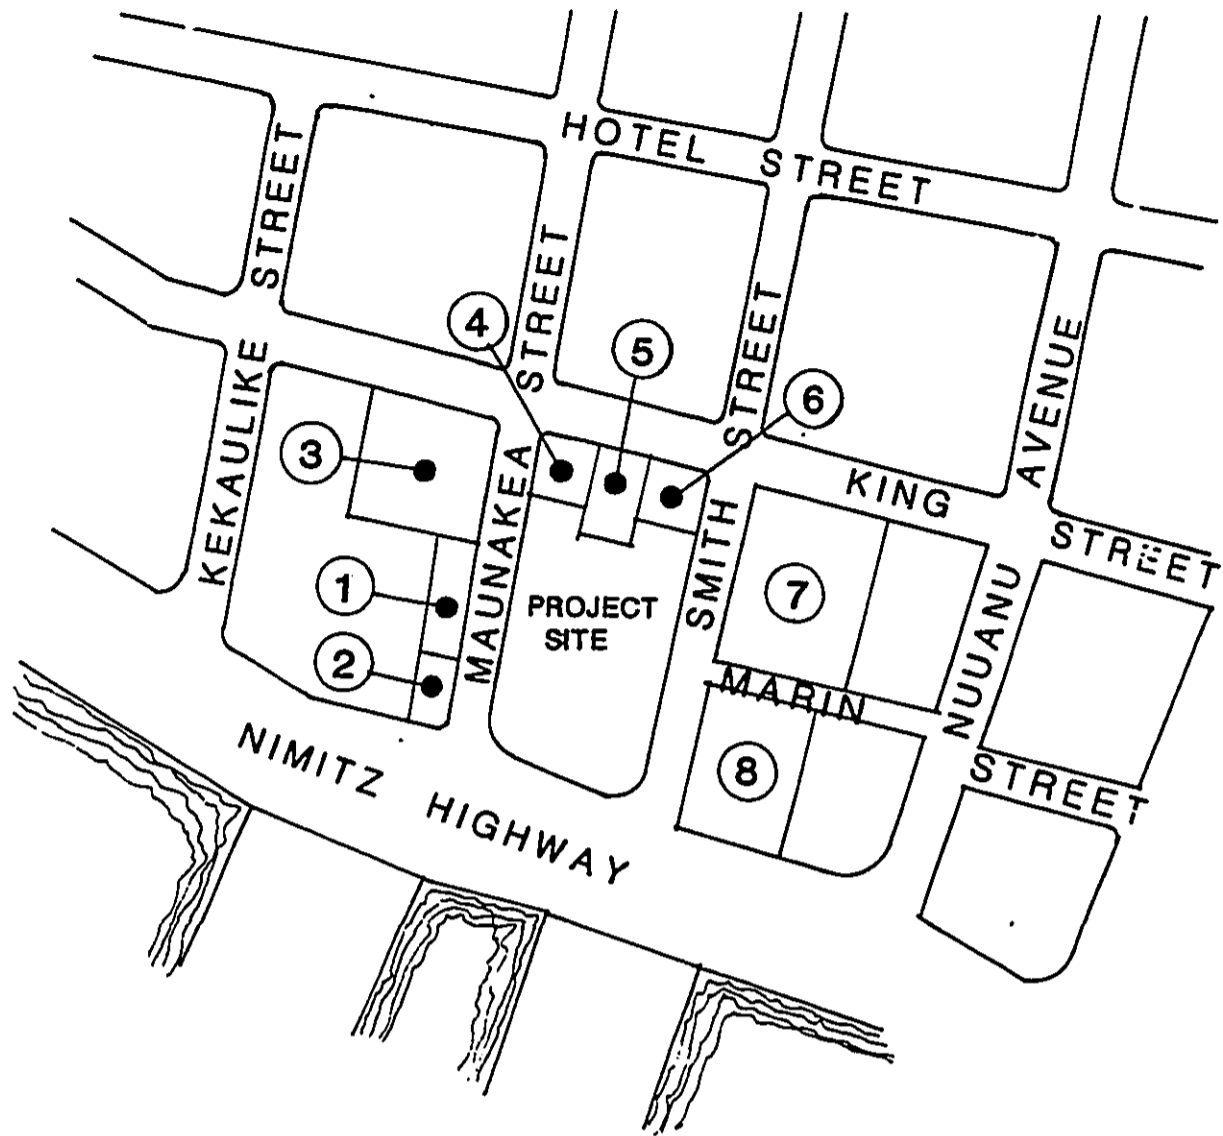 HOTEL STREET
STREET
STREET
STREET
AVENUE
4
5
6
3
KEKAULIKE
MAUNAKEA
SMITH
KING STREET
1
2
PROJECT
SITE
7
NUUANU
MARIN STREET
8
NIMITZ HIGHWAY